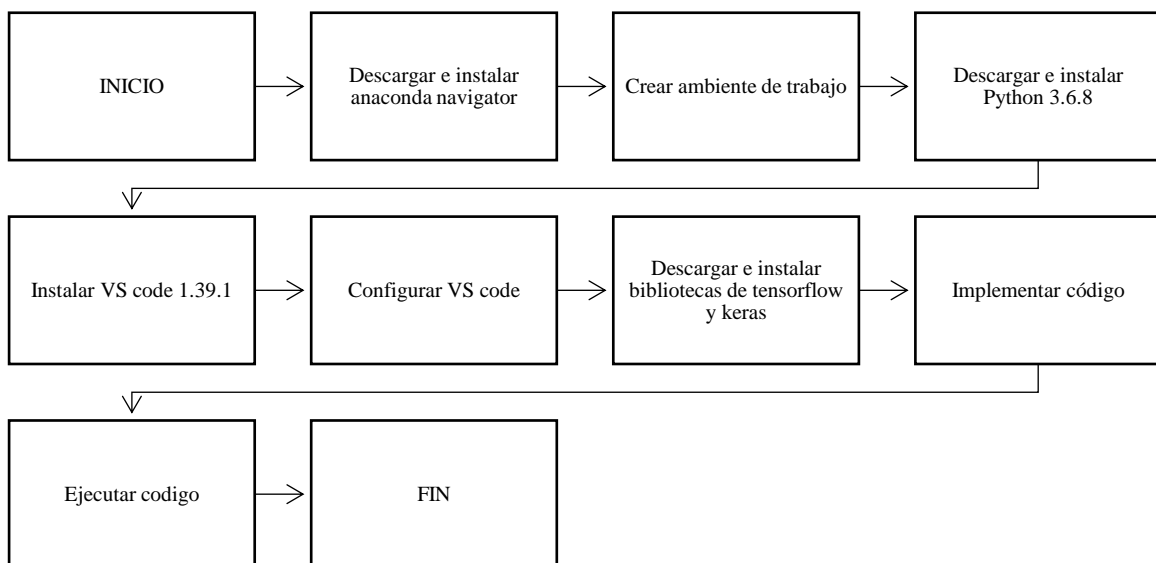 INICIO
Descargar e instalar
anaconda navigator
Crear ambiente de trabajo
Descargar e instalar
Python 3.6.8
Instalar VS code 1.39.1
Configurar VS code
Descargar e instalar
bibliotecas de tensorflow
y keras
Implementar código
Ejecutar codigo
FIN